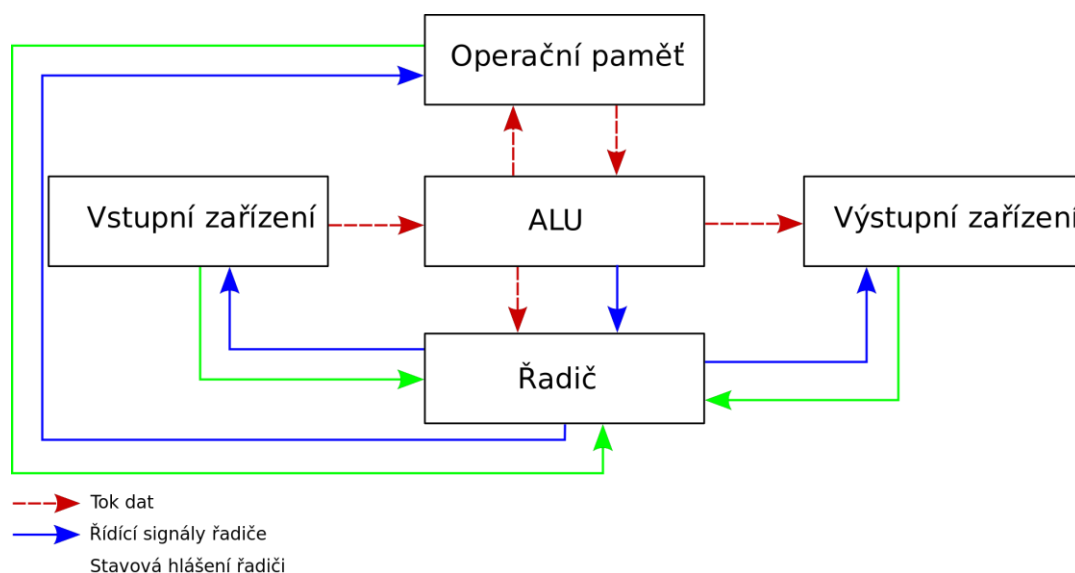 Operační paměť
Vstupní zařízení
ALU
Výstupní zařízení
Řadič
Tok dat
Řídící signály řadiče
Stavová hlášení řadiči